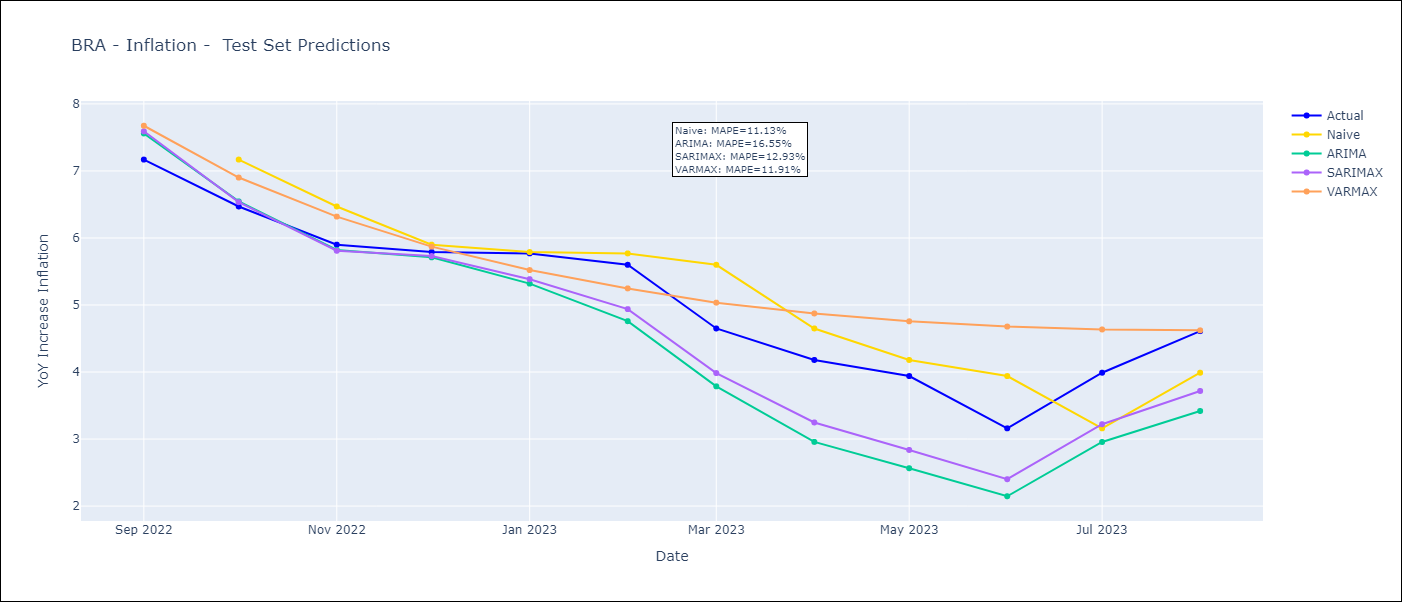 BRA - Inflation -  Test Set Predictions
8
7
6
5
4
3
2
YoY Increase Inflation
Sep 2022
Nov 2022
Jan 2023
Mar 2023
May 2023
Jul 2023
Date
Naive: MAPE=11.13%
ARIMA: MAPE=16.55%
SARIMAX: MAPE=12.93%
VARMAX: MAPE=11.91%
Actual
Naive
ARIMA
SARIMAX
VARMAX